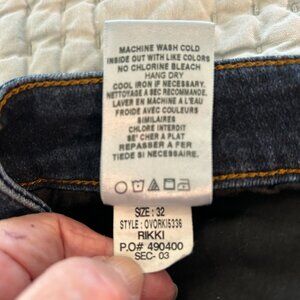 MACHINE WASH COLD
INSIDE OUT WITH LIKE COLORS
NO CHLORINE BLEACH
HANG DRY
COOL IRON IF NECESSARY.
NETTOYAGE A SEC RECOMMANDE.
LAVER EN MACHINE A L'EAU
FROIDE AVEC COULEURS
SIMILAIRES
CHLORE INTERDIT
SE' CHER A PLAT
REPASSER A FER
TIEDE SI NECESSAIRE.
SIZE: 32
STYLE: OVORKI5336
RIKKI
P.O# 490400
SEC- 03